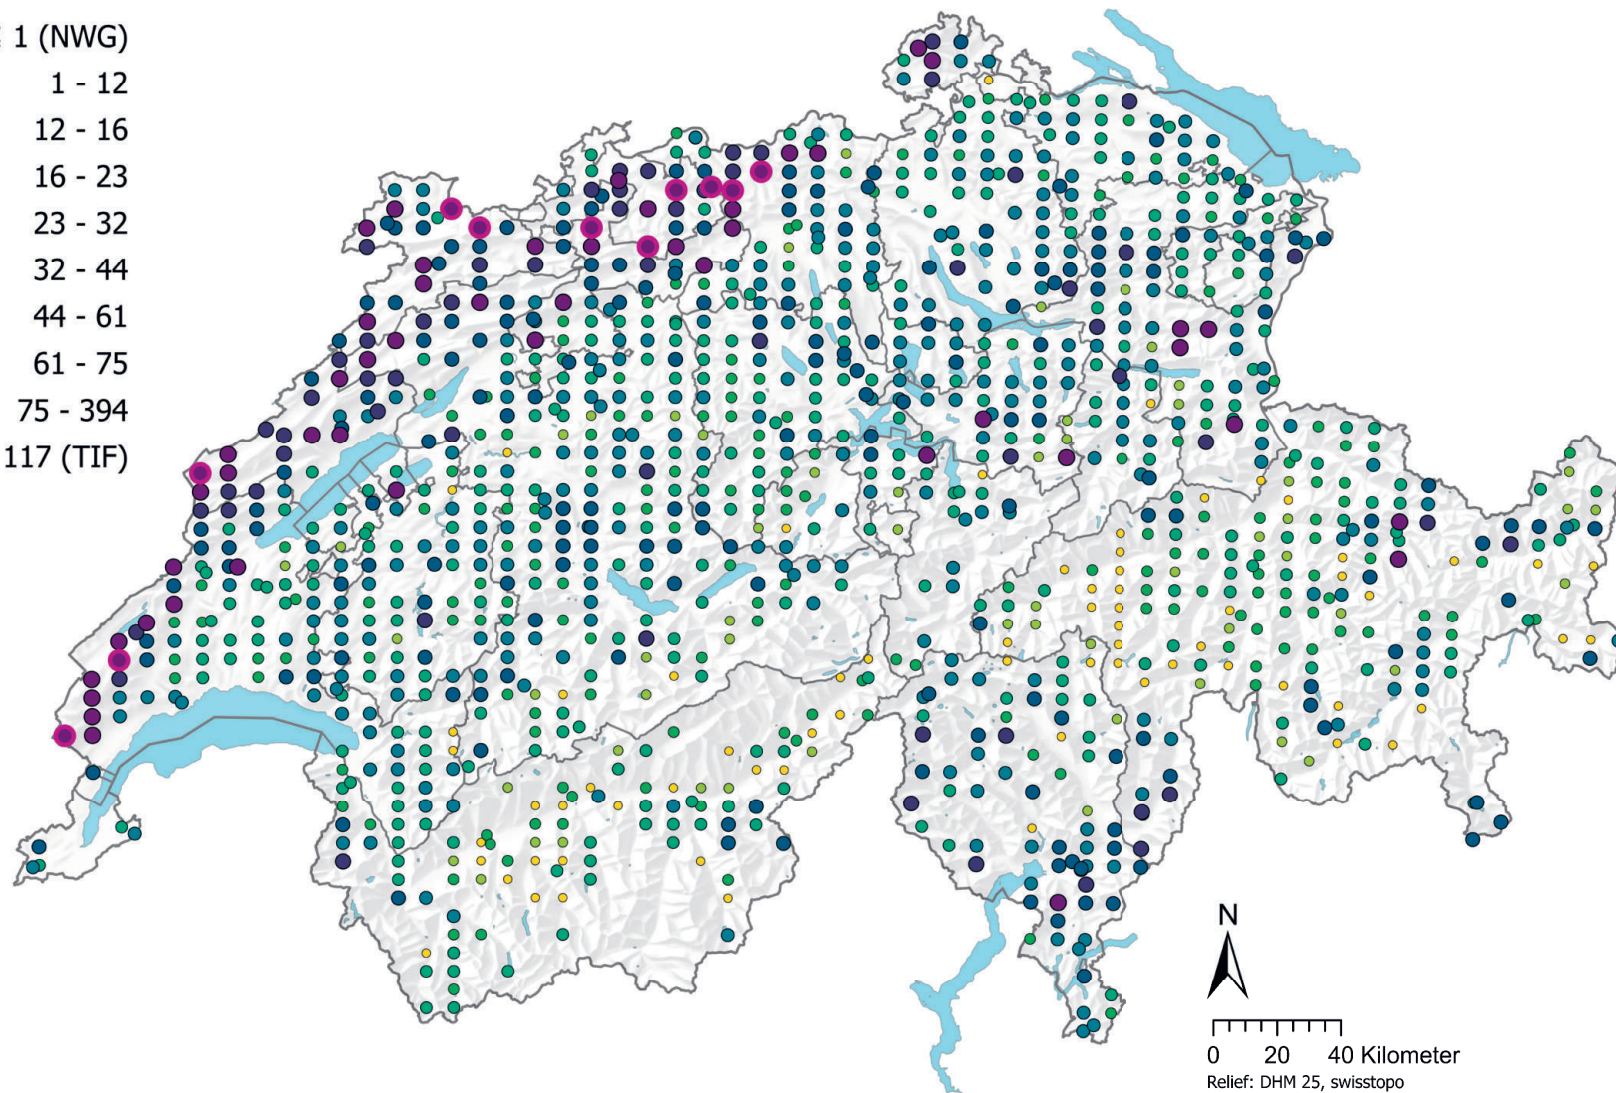 1 (NWG)
1 - 12
12 - 16
16 - 23
23 - 32
32 - 44
44 - 61
61 - 75
75 - 394
117 (TIF)
N
0 20 40 Kilometer
Relief: DHM 25, swisstopo